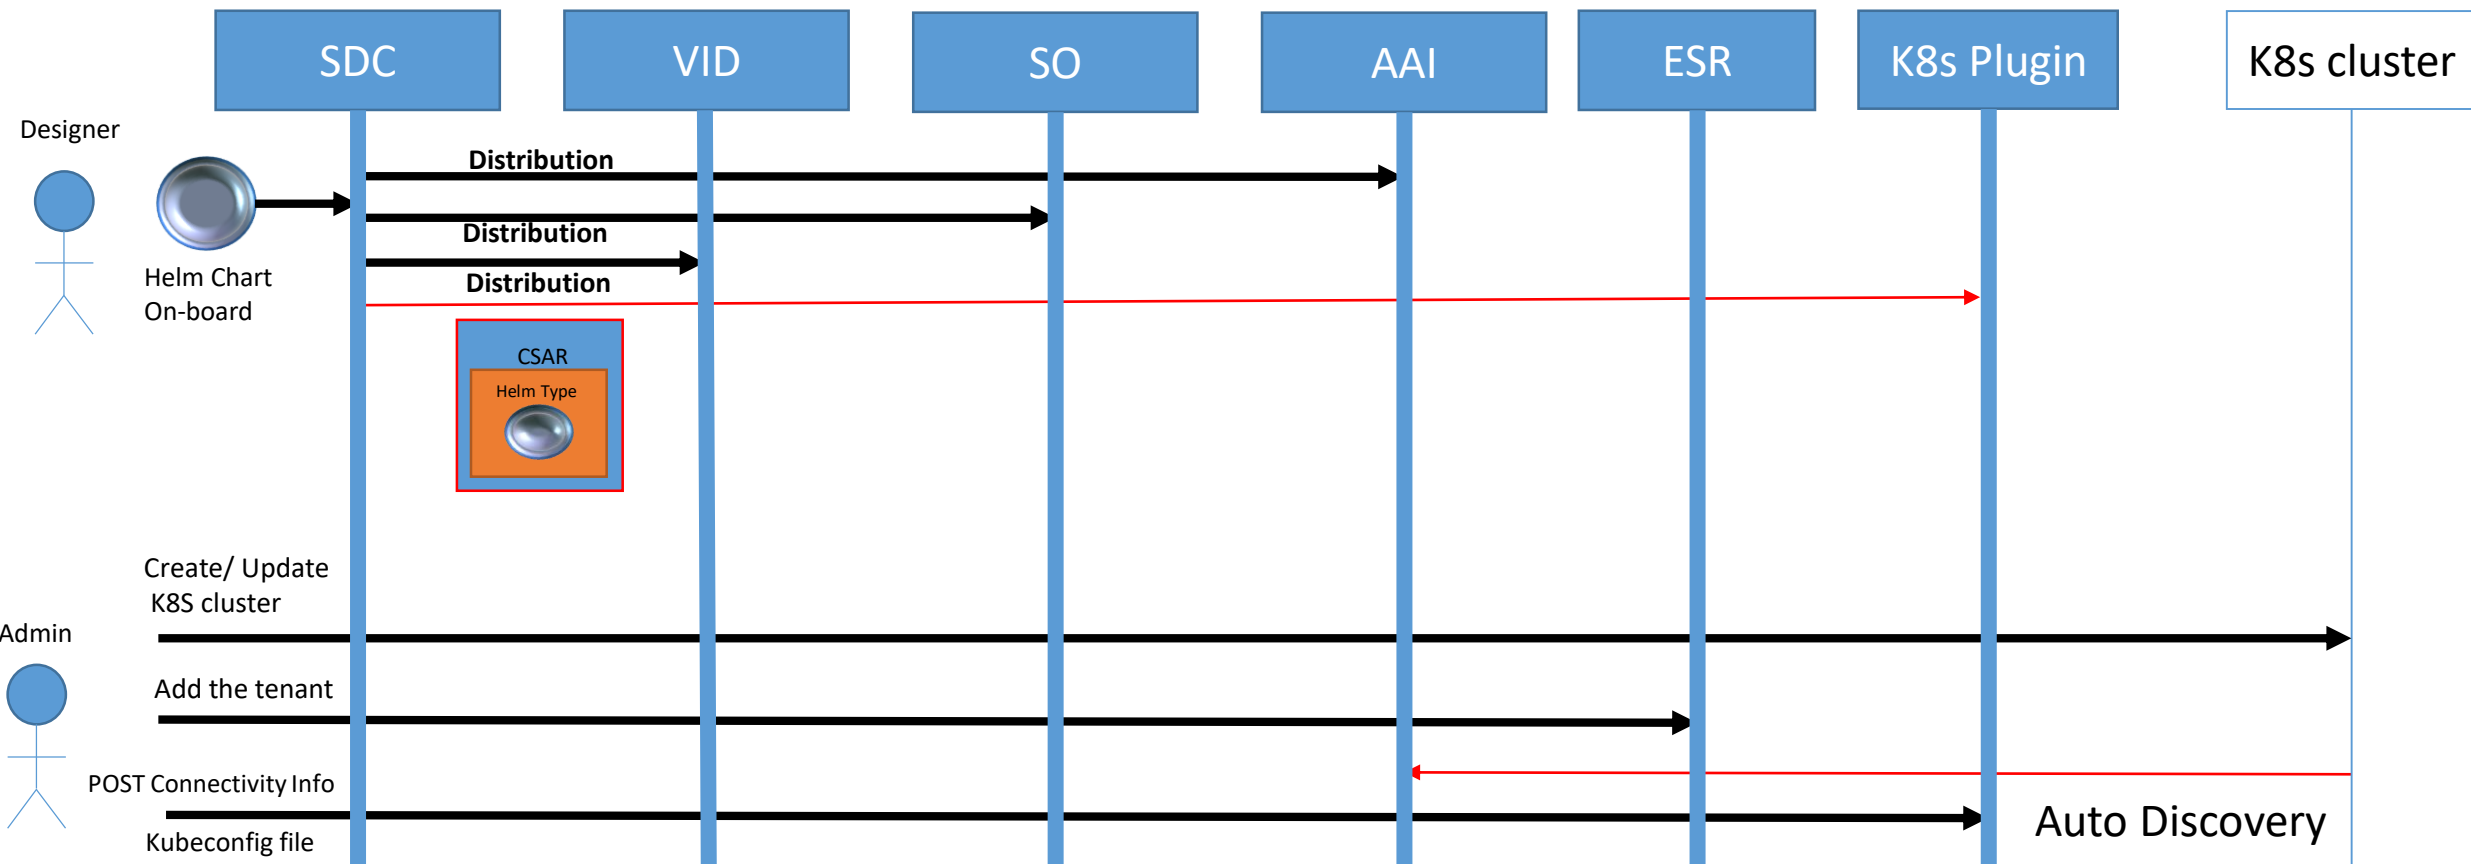 SDC
VID
SO
AAI
ESR
K8s Plugin
K8s cluster
Designer
Distribution
Distribution
Helm Chart
On-board
Distribution
CSAR
Helm Type
Create/ Update
K8S cluster
Admin
Add the tenant
POST Connectivity Info
Auto Discovery
Kubeconfig file